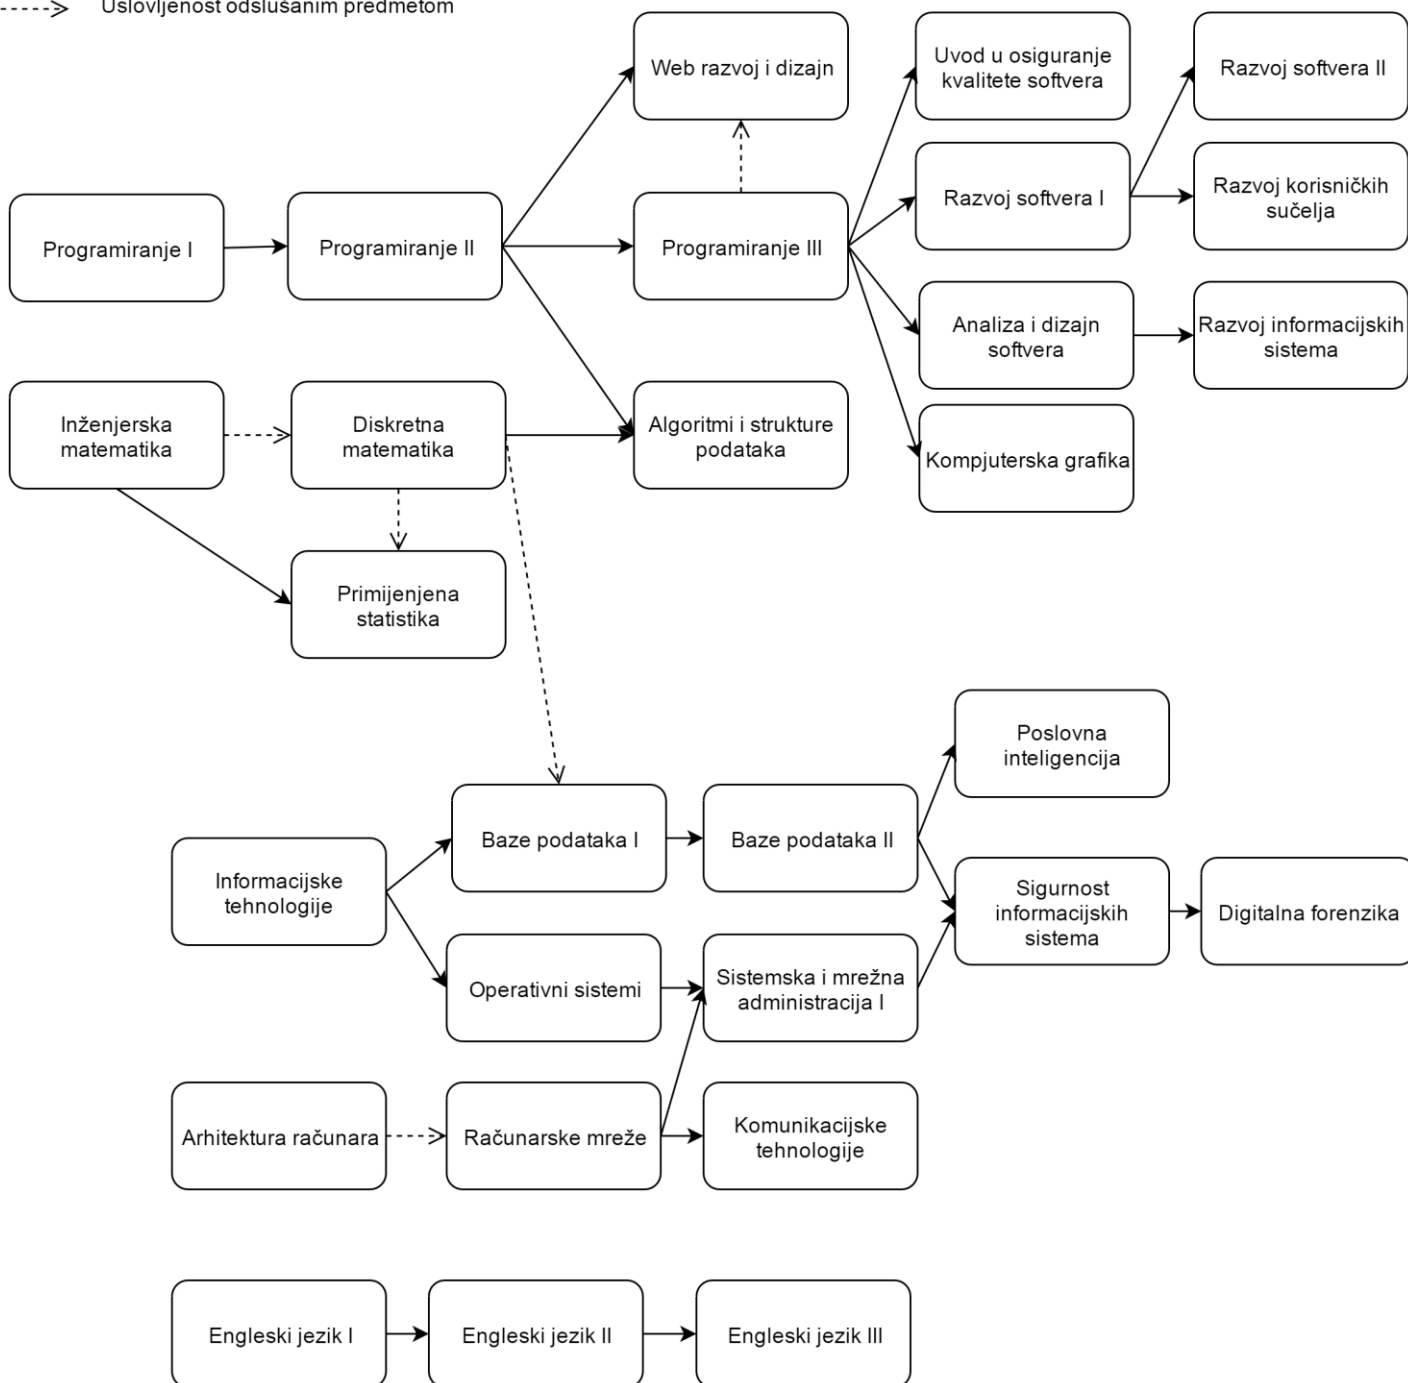 Uslovljenost odslušanim predmetom
Web razvoj i dizajn
Uvod u osiguranje
kvalitete softvera
Razvoj softvera II
Programiranje I
Programiranje II
Programiranje III
Razvoj softvera I
Razvoj korisničkih
sučelja
Analiza i dizajn
softvera
Razvoj informacijskih
sistema
Inženjerska
matematika
Diskretna
matematika
Algoritmi i strukture
podataka
Kompjuterska grafika
Primijenjena
statistika
Poslovna
inteligencija
Informacijske
tehnologije
Baze podataka I
Baze podataka II
Sigurnost
informacijskih
sistema
Digitalna forenzika
Operativni sistemi
Sistemska i mrežna
administracija I
Arhitektura računara
Računarske mreže
Komunikacijske
tehnologije
Engleski jezik I
Engleski jezik II
Engleski jezik III